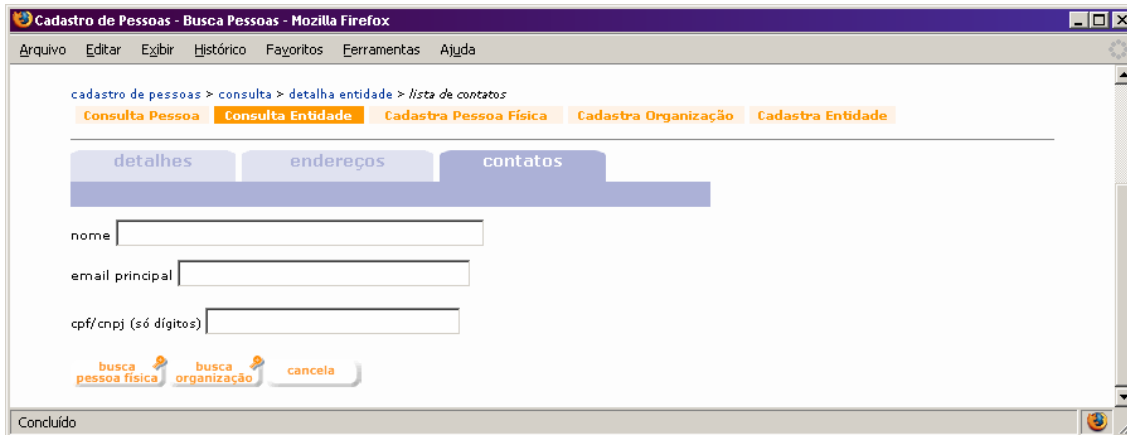 Cadastro de Pessoas - Busca Pessoas - Mozilla Firefox
Arquivo Editar Exibir Histórico Favoritos Ferramentas Ajuda
cadastro de pessoas > consulta > detalha entidade > lista de contatos
Consulta Pessoa Consulta Entidade Cadastra Pessoa Física Cadastra Organização Cadastra Entidade
detalhes endereços contatos
nome
email principal
cpf/cnpj (só dígitos)
busca pessoa física
busca organização
cancela
Concluído